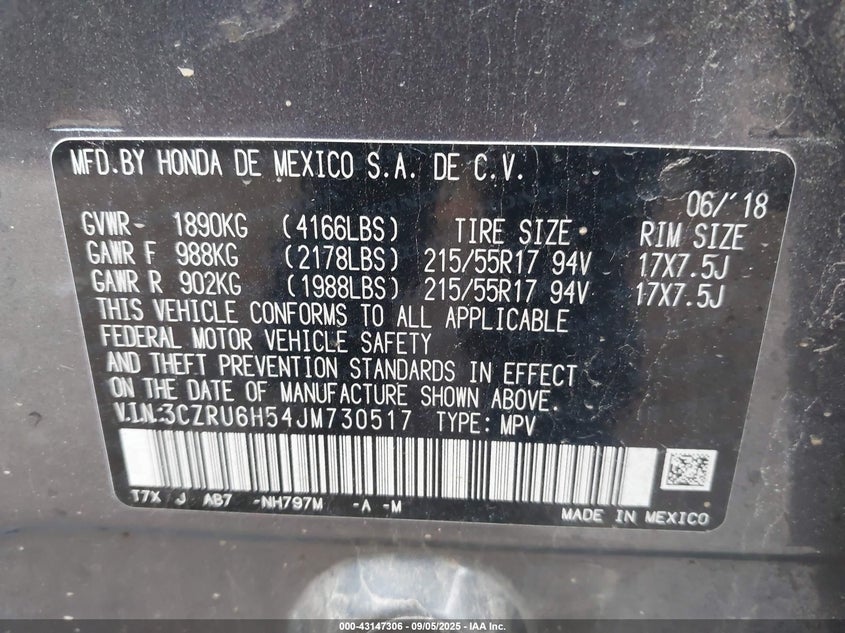 MFD.BY HONDA DE MEXICO S.A. DE C.V.
06/'18
GVWR- 1890KG (4166LBS) TIRE SIZE RIM SIZE
GAWR F 988KG (2178LBS) 215/55R17 94V 17X7.5J
GAWR R 902KG (1988LBS) 215/55R17 94V 17X7.5J
THIS VEHICLE CONFORMS TO ALL APPLICABLE
FEDERAL MOTOR VEHICLE SAFETY
AND THEFT PREVENTION STANDARDS IN EFFECT
ON THE DATE OF MANUFACTURE SHOWN ABOVE.
V.I.N:3CZRU6H54JM730517 TYPE: MPV
T7X J AB7 -NH797M -A -M
MADE IN MEXICO
000-43147306 | 09/05/2025 | IAA Inc.